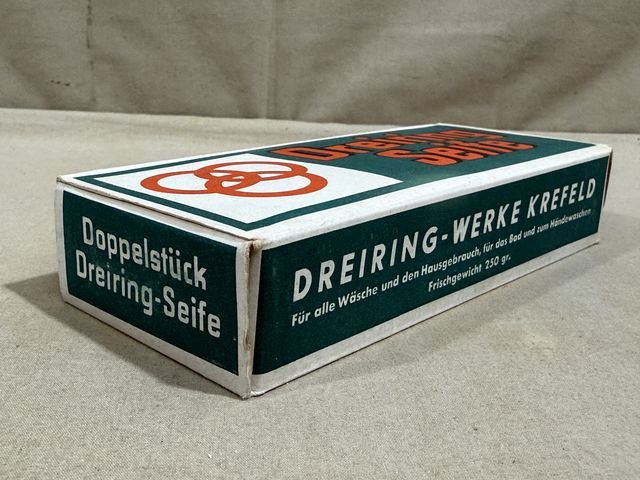 Dreiring
Seife
Doppelstück
Dreiring-Seife
DREIRING-WERKE KREFELD
Für alle Wäsche und den Hausgebrauch, für das Bad und zum Händewaschen
Frischgewicht 250 gr.